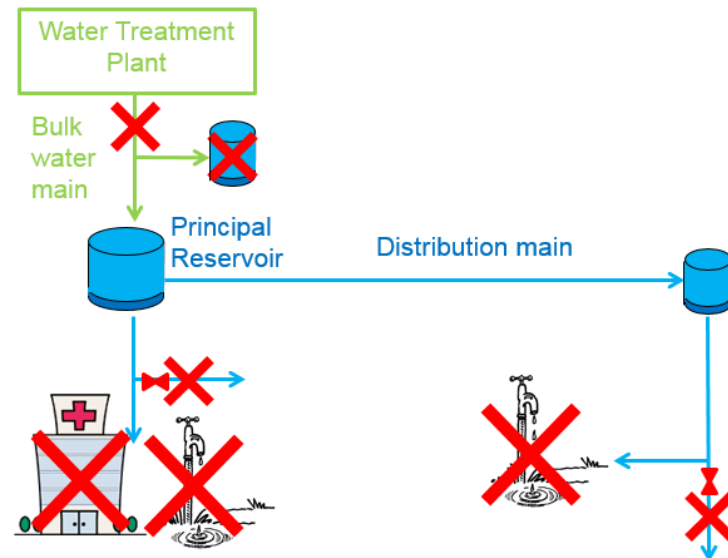 Water Treatment
Plant
Bulk
water
main
Principal
Reservoir
Distribution main